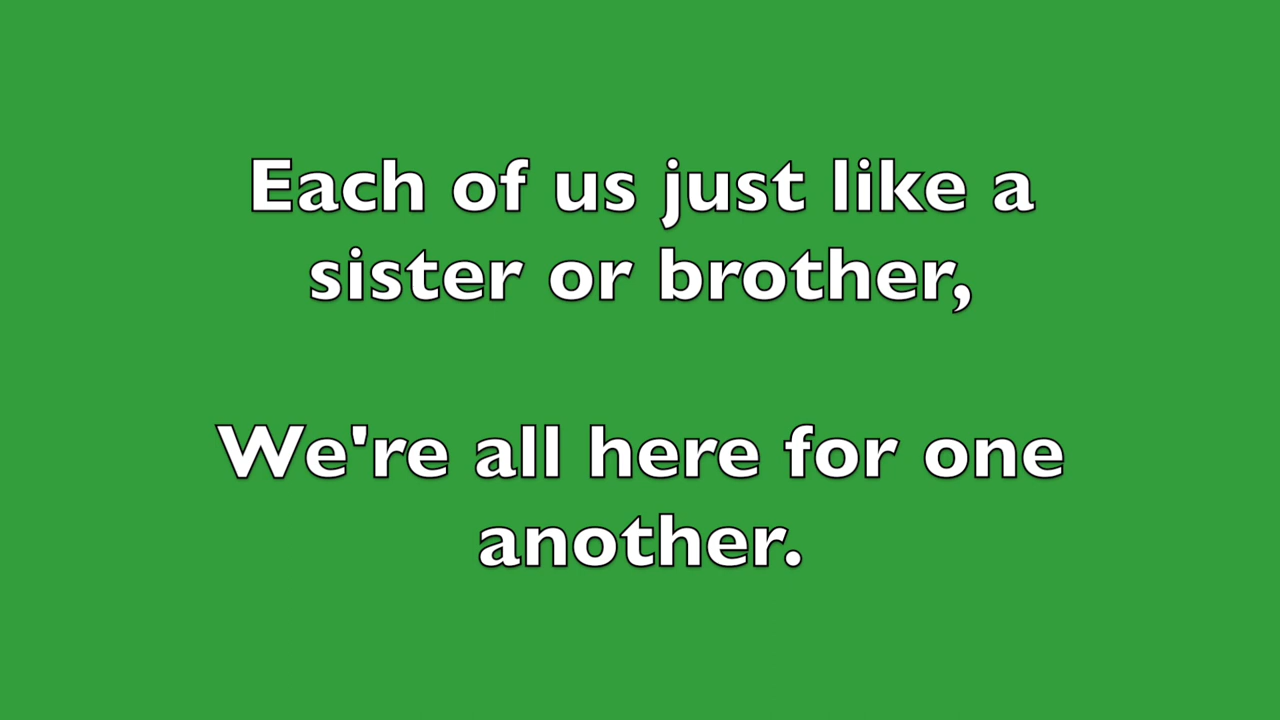 Each of us just like a
sister or brother,
We're all here for one
another.